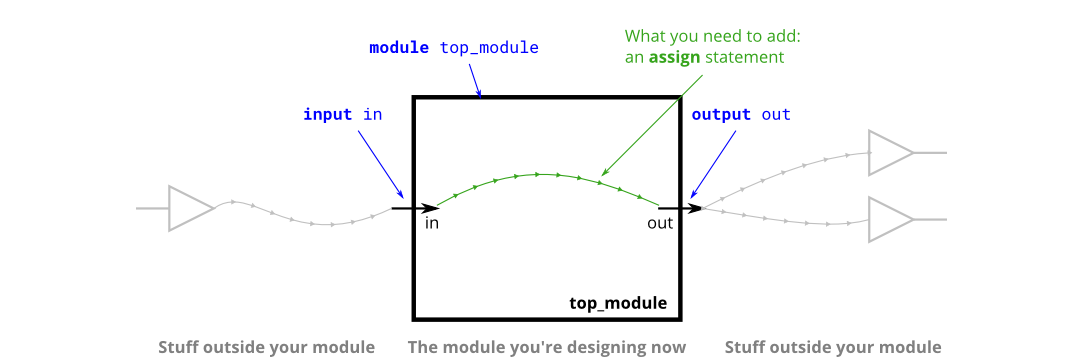 What you need to add:
an assign statement
module top_module
input in
output out
in
out
top_module
Stuff outside your module
The module you're designing now
Stuff outside your module